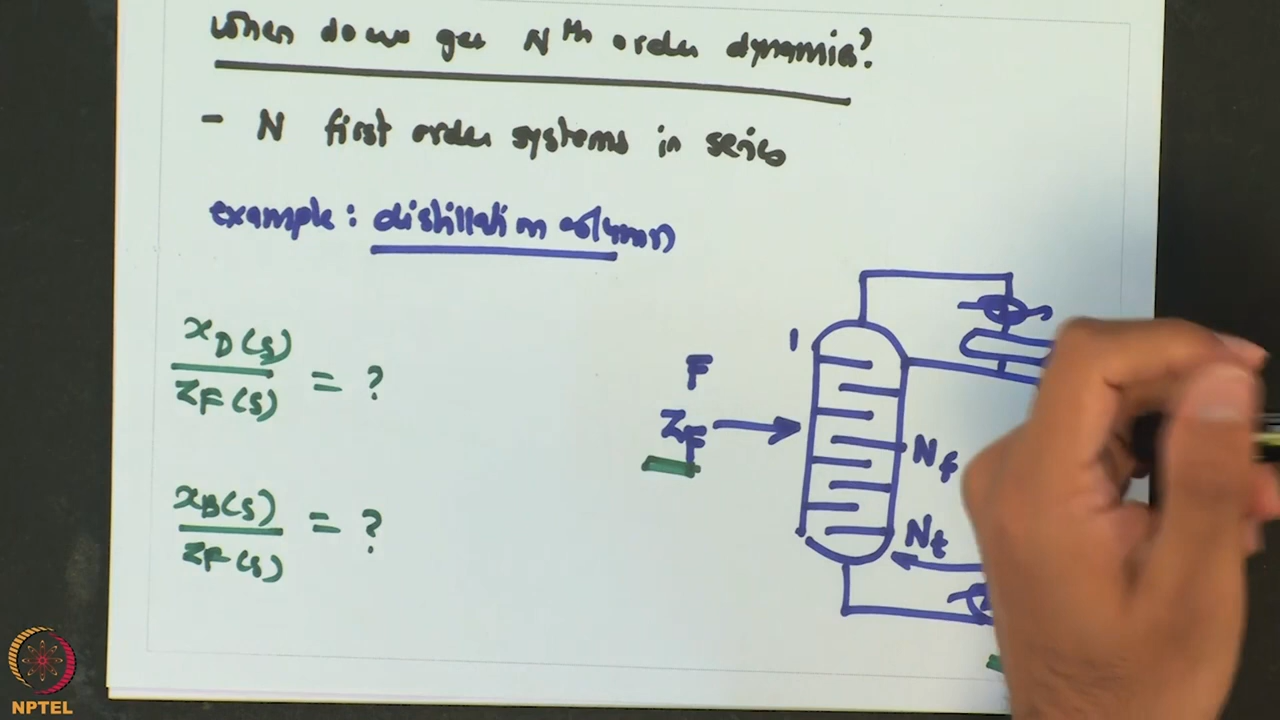 When do we get Nth order dynamics?
- N first order systems in series
example: distillation column
xD(s)
zF(s)
= ?
xB(s)
zF(s)
= ?
1
F
zF
Nf
Nt
NPTEL